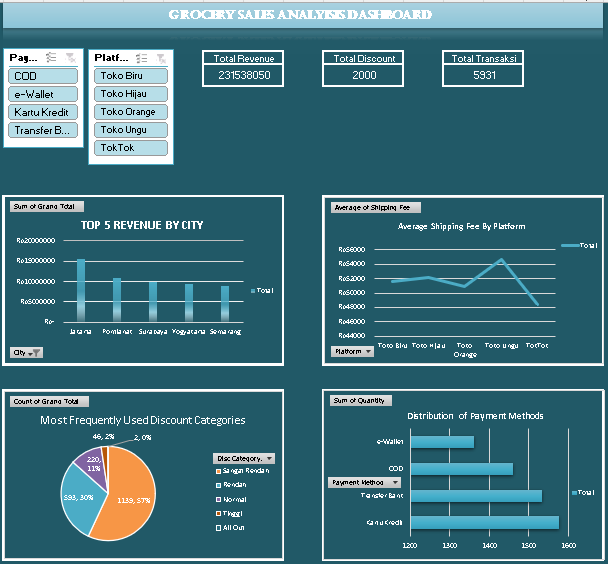 GROCERY SALES ANALYSIS DASHBOARD
Pay...
COD
e-Wallet
Kartu Kredit
Transfer B...
Platf...
Toko Biru
Toko Hijau
Toko Orange
Toko Ungu
TokTok
Total Revenue
231538050
Total Discount
2000
Total Transaksi
5931
Sum of Grand Total
TOP 5 REVENUE BY CITY
Rp20000000
Rp15000000
Rp10000000
Rp5000000
Rp-
Jakarta
Pontianak
Surabaya
Yogyakarta
Semarang
Total
City
Average of Shipping Fee
Average Shipping Fee By Platform
Rp56000
Rp54000
Rp52000
Rp50000
Rp48000
Rp46000
Rp44000
Toko Biru
Toko Hijau
Toko Orange
Toko Ungu
TokTok
Total
Platform
Count of Grand Total
Most Frequently Used Discount Categories
46, 2%
2, 0%
220, 11%
593, 30%
1139, 57%
Disc Category.
Sangat Rendah
Rendah
Normal
Tinggi
All Out
Sum of Quantity
Distribution of Payment Methods
e-Wallet
COD
Payment Method
Transfer Bank
Kartu Kredit
1200
1300
1400
1500
1600
Total